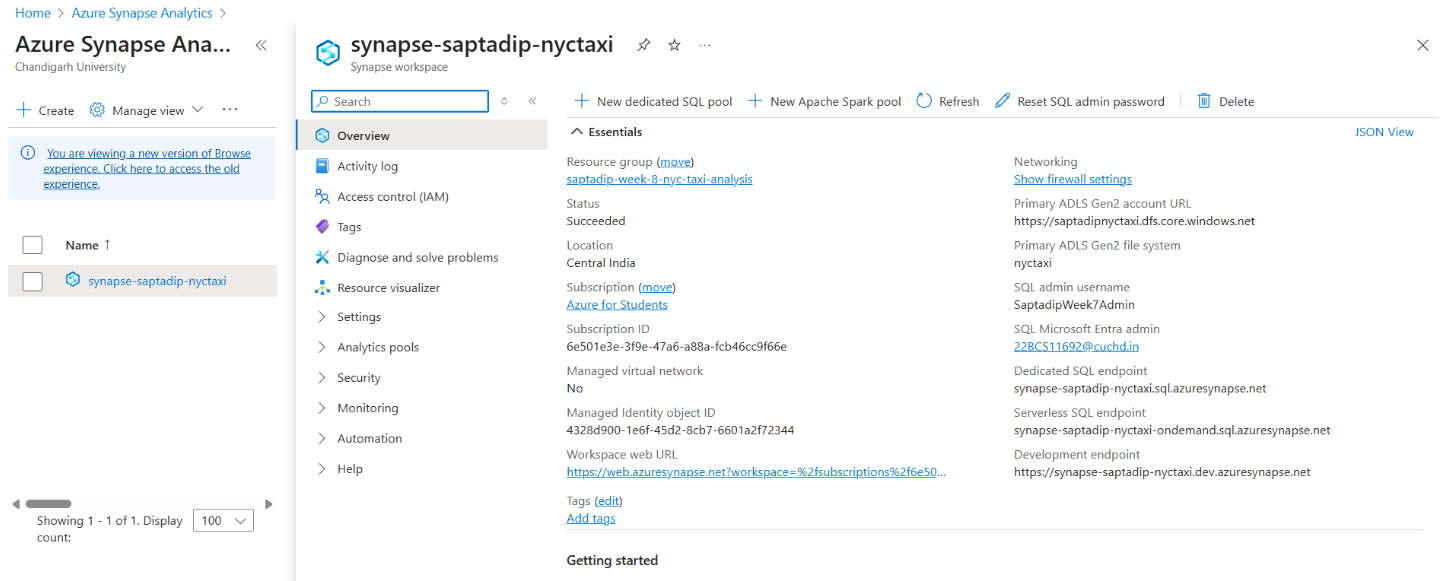 Home > Azure Synapse Analytics >
Azure Synapse Ana...
Chandigarh University
Create Manage view ...
You are viewing a new version of Browse
experience. Click here to access the old
experience.
Name ↑
synapse-saptadip-nyctaxi
Showing 1 - 1 of 1. Display
count:
100
synapse-saptadip-nyctaxi
Synapse workspace
Search
Overview
Activity log
Access control (IAM)
Tags
Diagnose and solve problems
Resource visualizer
Settings
Analytics pools
Security
Monitoring
Automation
Help
New dedicated SQL pool New Apache Spark pool Refresh Reset SQL admin password Delete
Essentials
JSON View
Resource group (move)
saptadip-week-8-nyc-taxi-analysis
Status
Succeeded
Location
Central India
Subscription (move)
Azure for Students
Subscription ID
6e501e3e-3f9e-47a6-a88a-fcb46cc9f66e
Managed virtual network
No
Managed Identity object ID
4328d900-1e6f-45d2-8cb7-6601a2f72344
Workspace web URL
https://web.azuresynapse.net?workspace=%2fsubscriptions%2f6e50...
Tags (edit)
Add tags
Networking
Show firewall settings
Primary ADLS Gen2 account URL
https://saptadipnyctaxi.dfs.core.windows.net
Primary ADLS Gen2 file system
nyctaxi
SQL admin username
SaptadipWeek7Admin
SQL Microsoft Entra admin
22BCS11692@cuchd.in
Dedicated SQL endpoint
synapse-saptadip-nyctaxi.sql.azuresynapse.net
Serverless SQL endpoint
synapse-saptadip-nyctaxi-ondemand.sql.azuresynapse.net
Development endpoint
https://synapse-saptadip-nyctaxi.dev.azuresynapse.net
Getting started